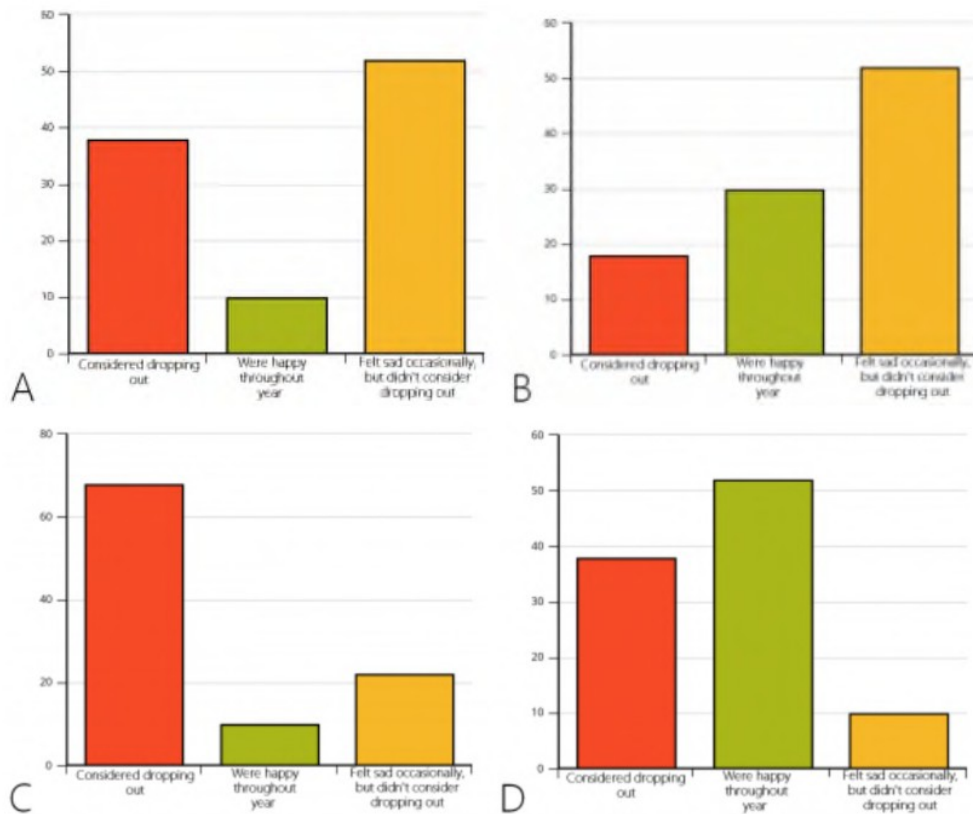 60
50
40
30
20
10
0
Considered dropping
out
Were happy
throughout
year
Felt sad occasionally,
but didn't consider
dropping out
A
60
50
40
30
20
10
0
Considered dropping
out
Were happy
throughout
year
Felt sad occasionally,
but didn't consider
dropping out
B
80
60
40
20
0
Considered dropping
out
Were happy
throughout
year
Felt sad occasionally,
but didn't consider
dropping out
C
60
50
40
30
20
10
0
Considered dropping
out
Were happy
throughout
year
Felt sad occasionally,
but didn't consider
dropping out
D